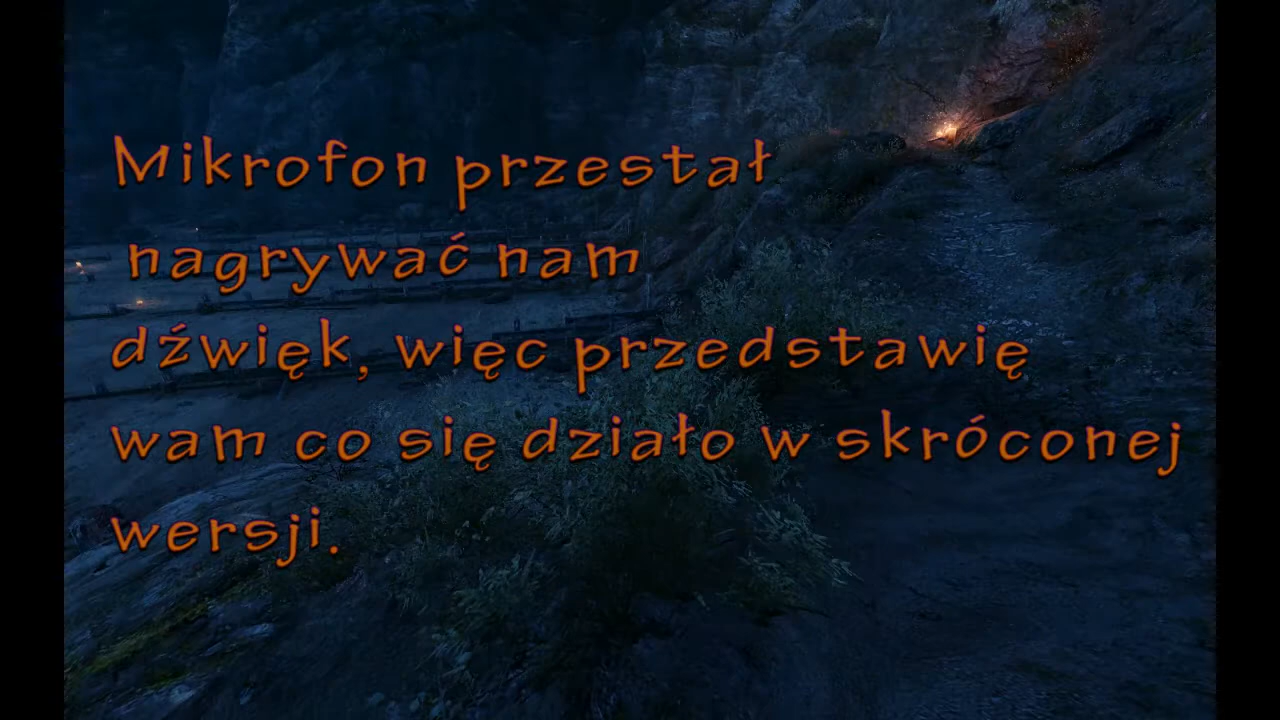 Mikrofon przestał
nagrywać nam
dźwięk, więc przedstawię
wam co się działo w skróconej
wersji.